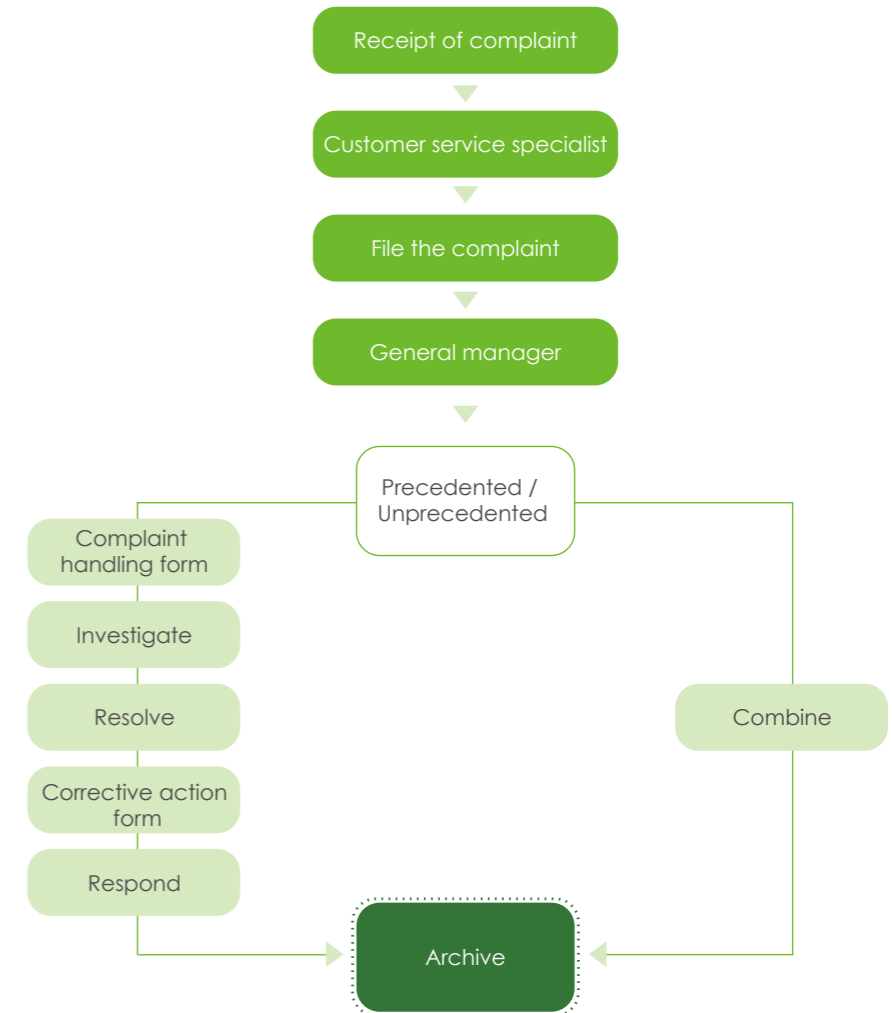 Receipt of complaint
Customer service specialist
File the complaint
General manager
Precedented /
Unprecedented
Complaint
handling form
Investigate
Resolve
Corrective action
form
Respond
Combine
Archive